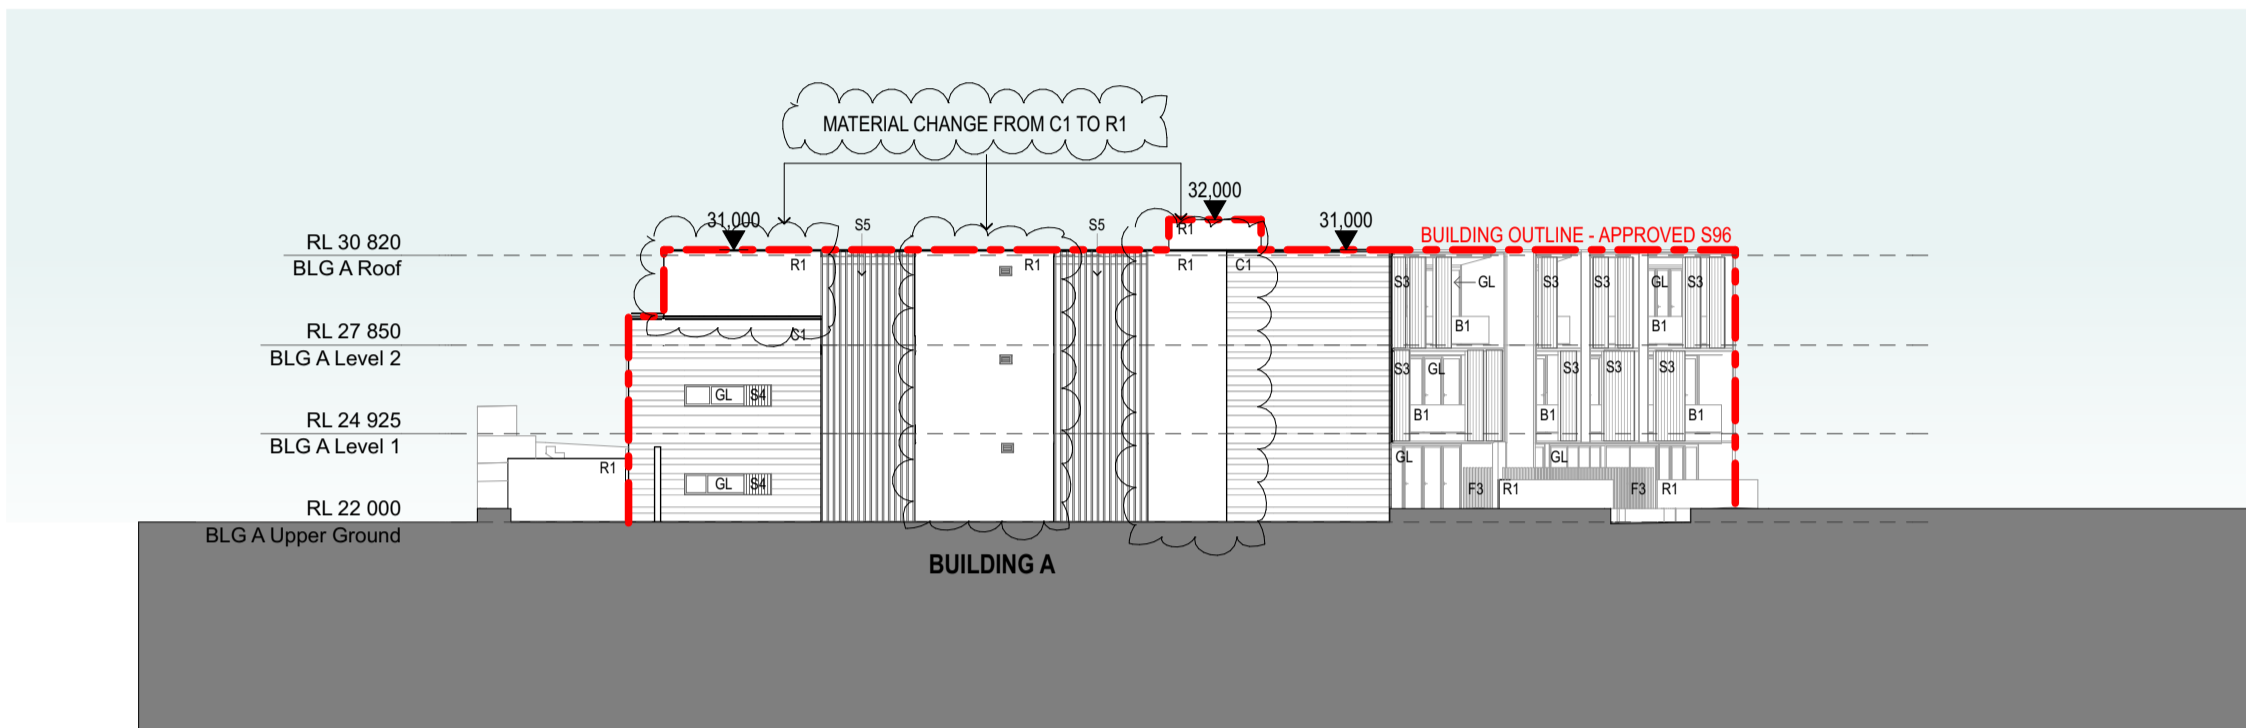 MATERIAL CHANGE FROM C1 TO R1
32,000
31,000
S5
S5
31,000
R1
BUILDING OUTLINE - APPROVED S96
RL 30 820
BLG A Roof
R1
R1
R1
C1
S3
GL
S3
S3
GL
S3
B1
B1
RL 27 850
BLG A Level 2
C1
S3
GL
S3
S3
S3
GL
S4
B1
B1
B1
RL 24 925
BLG A Level 1
R1
GL
GL
GL
S4
F3
R1
F3
R1
RL 22 000
BLG A Upper Ground
BUILDING A